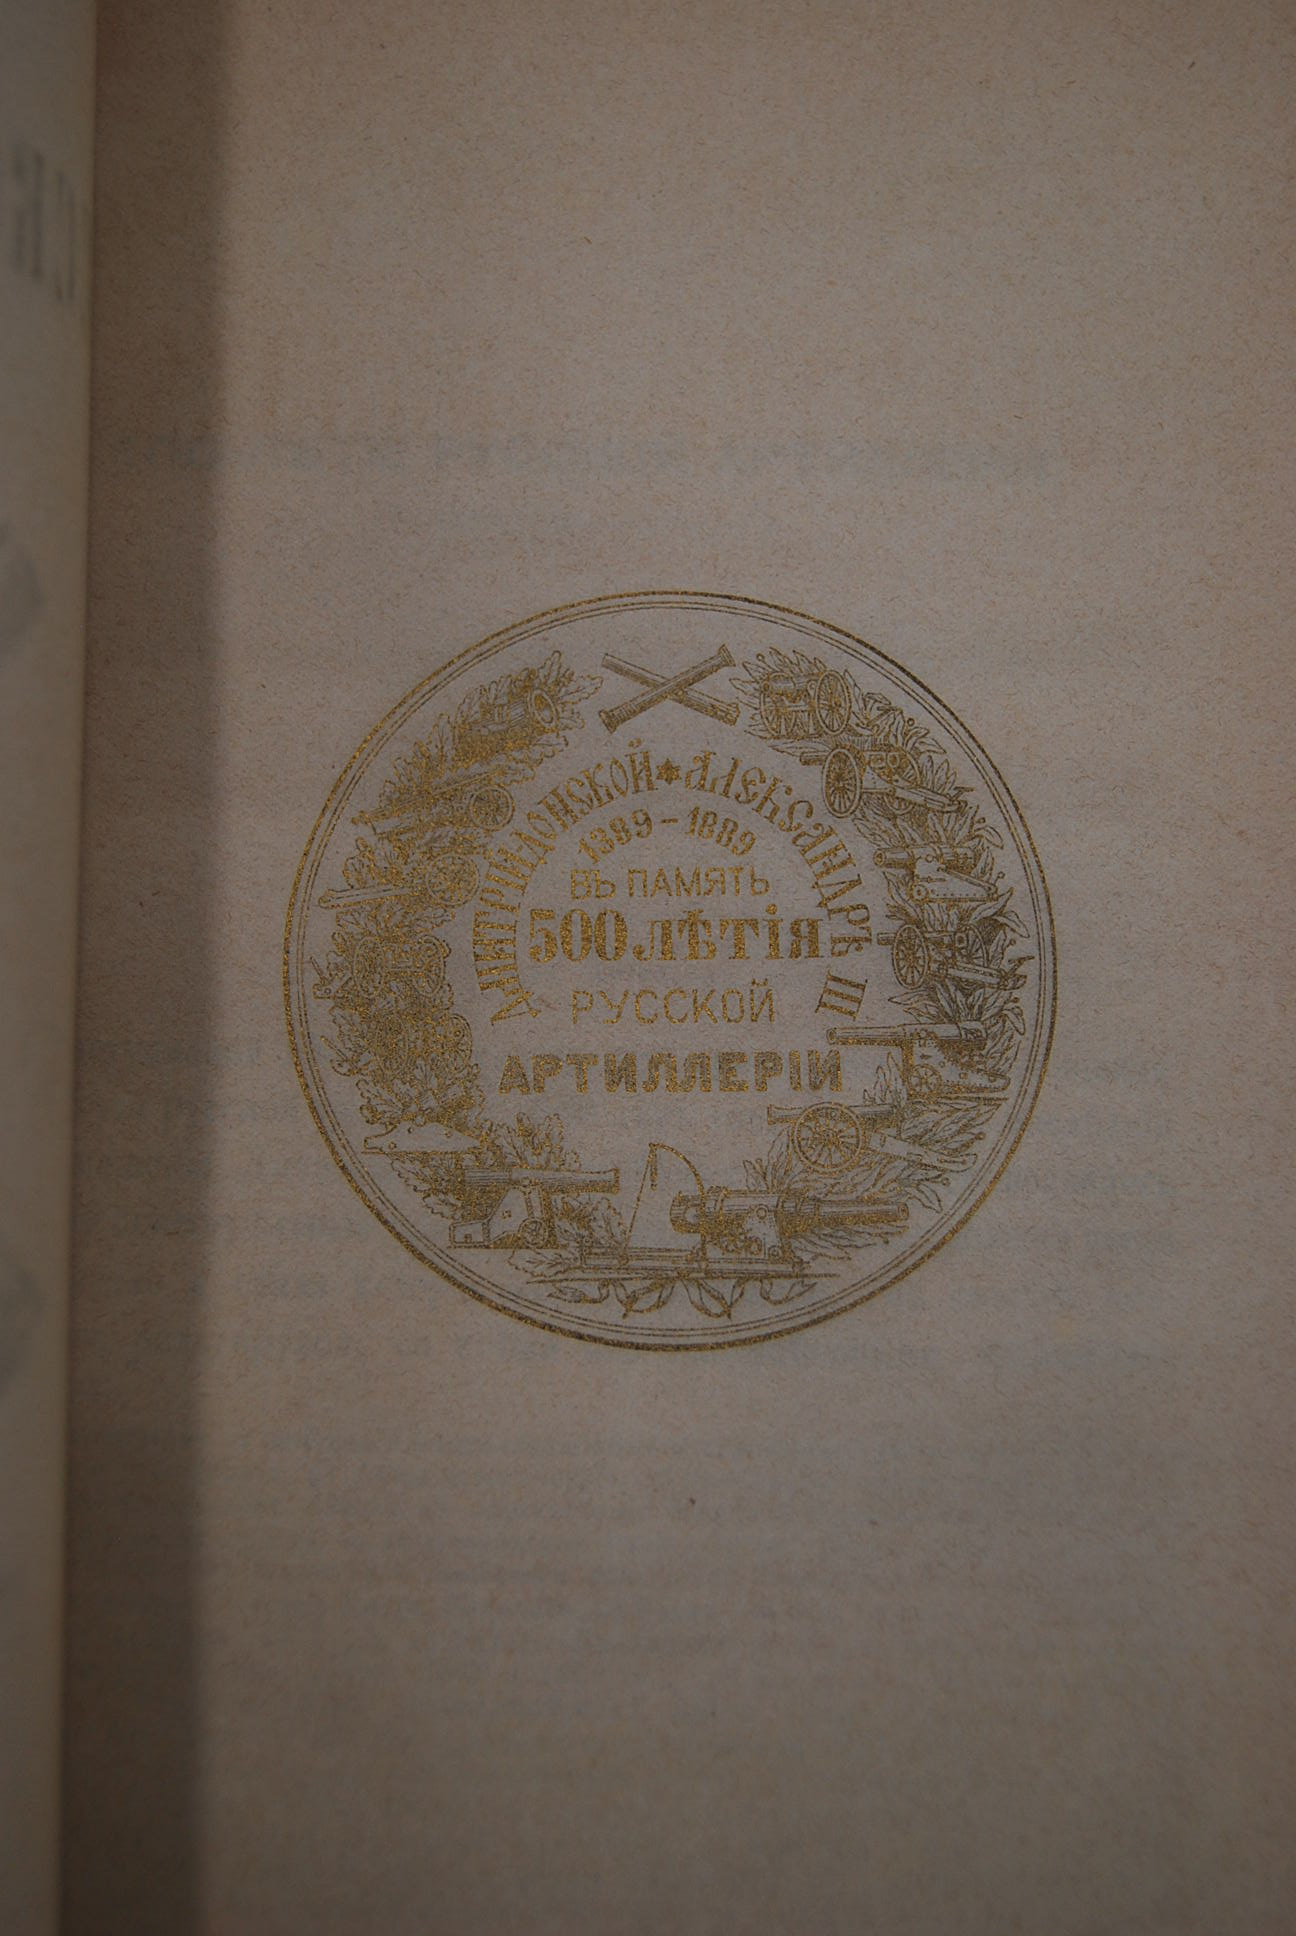 ДМИТРІЙ ДОНСКОЙ * АЛЕКСАНДРЪ III
1389–1889
ВЪ ПАМЯТЬ
500 ЛѢТІЯ
РУССКОЙ
АРТИЛЛЕРІИ